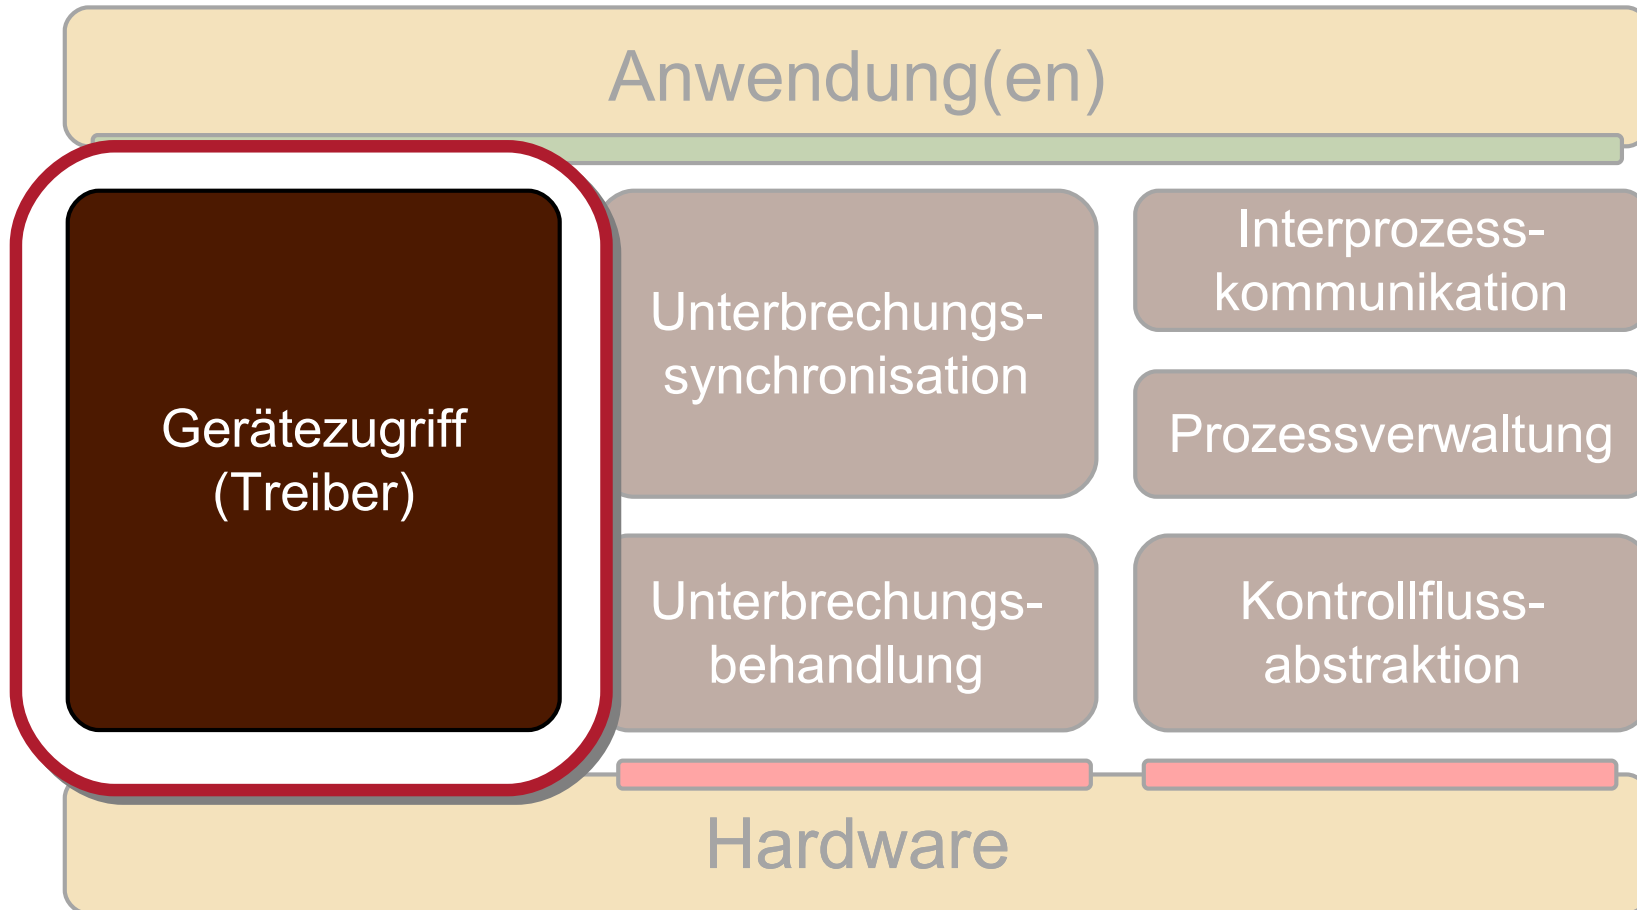 Anwendung(en)
Gerätezugriff
(Treiber)
Unterbrechungs-
synchronisation
Unterbrechungs-
behandlung
Interprozess-
kommunikation
Prozessverwaltung
Kontrollfluss-
abstraktion
Hardware